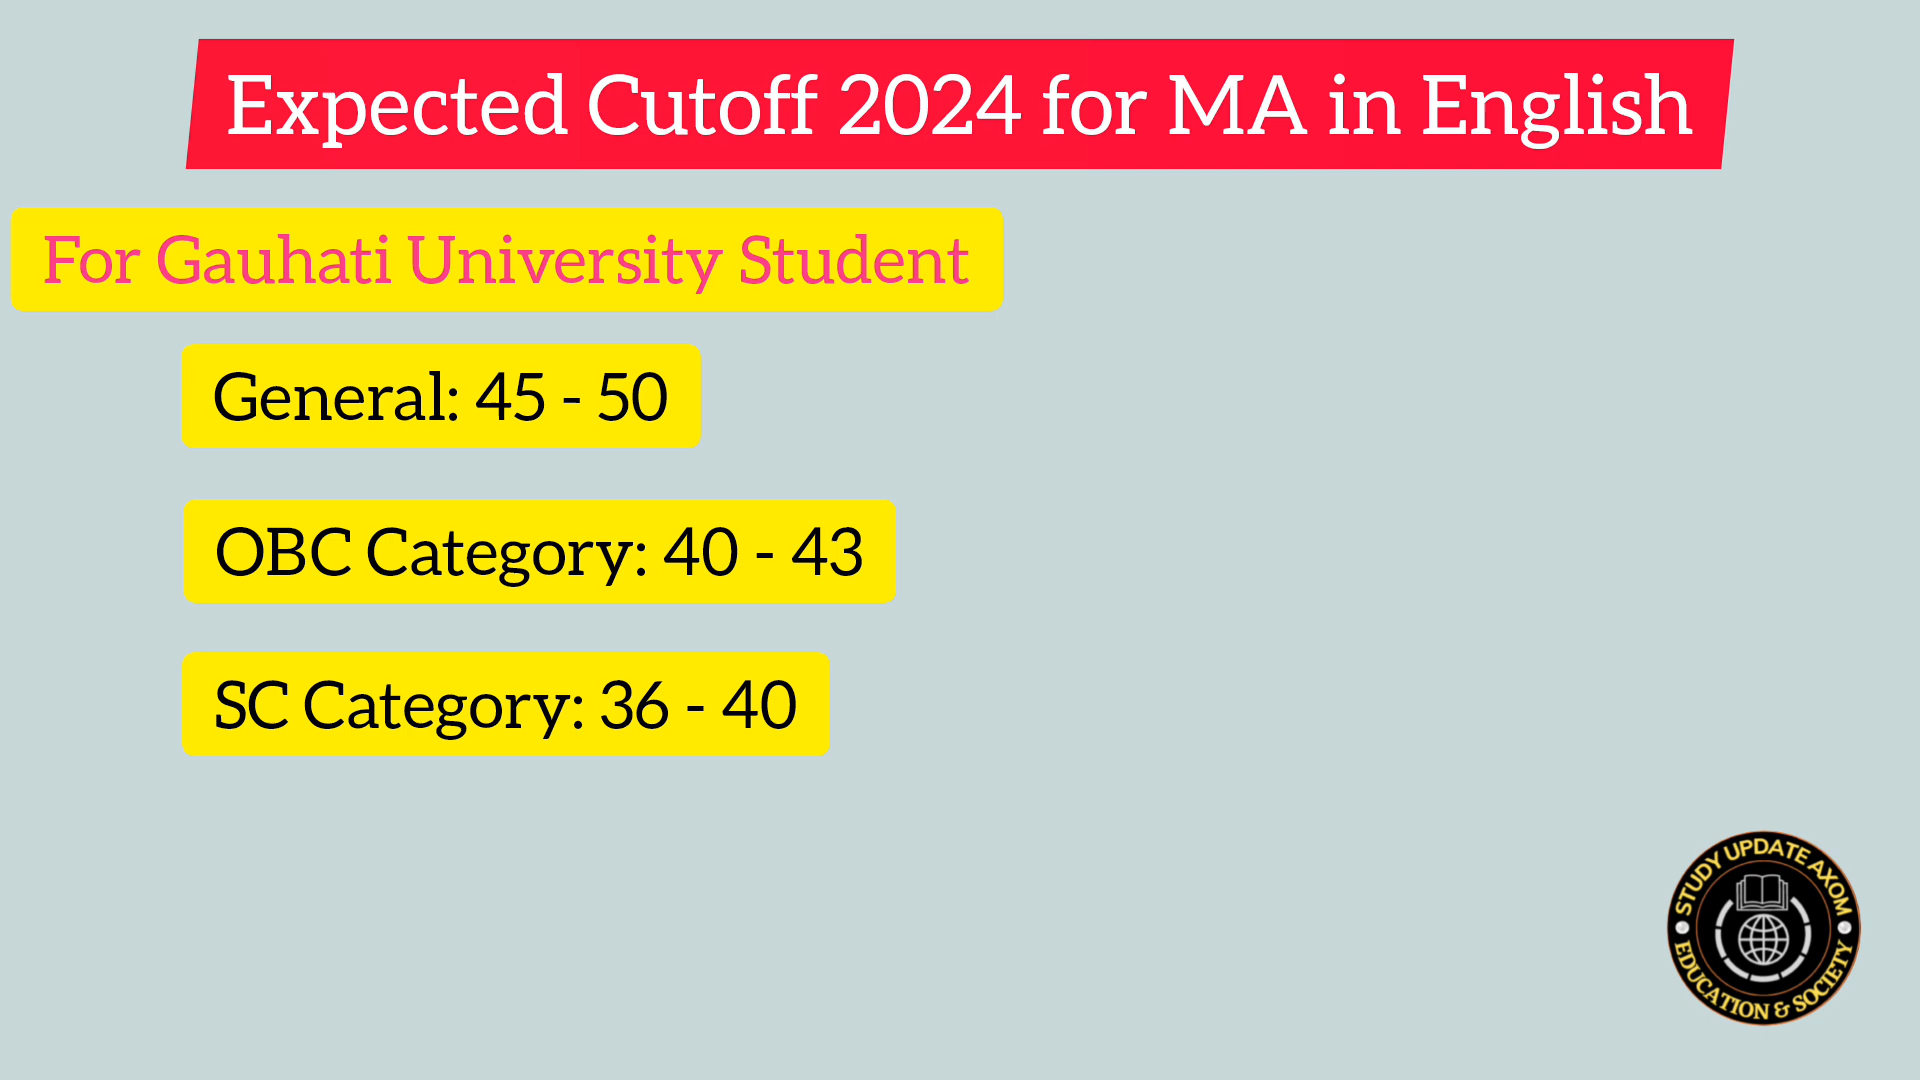 Expected Cutoff 2024 for MA in English
For Gauhati University Student
General: 45 - 50
OBC Category: 40 - 43
SC Category: 36 - 40
STUDY UPDATE AXOM
EDUCATION & SOCIETY